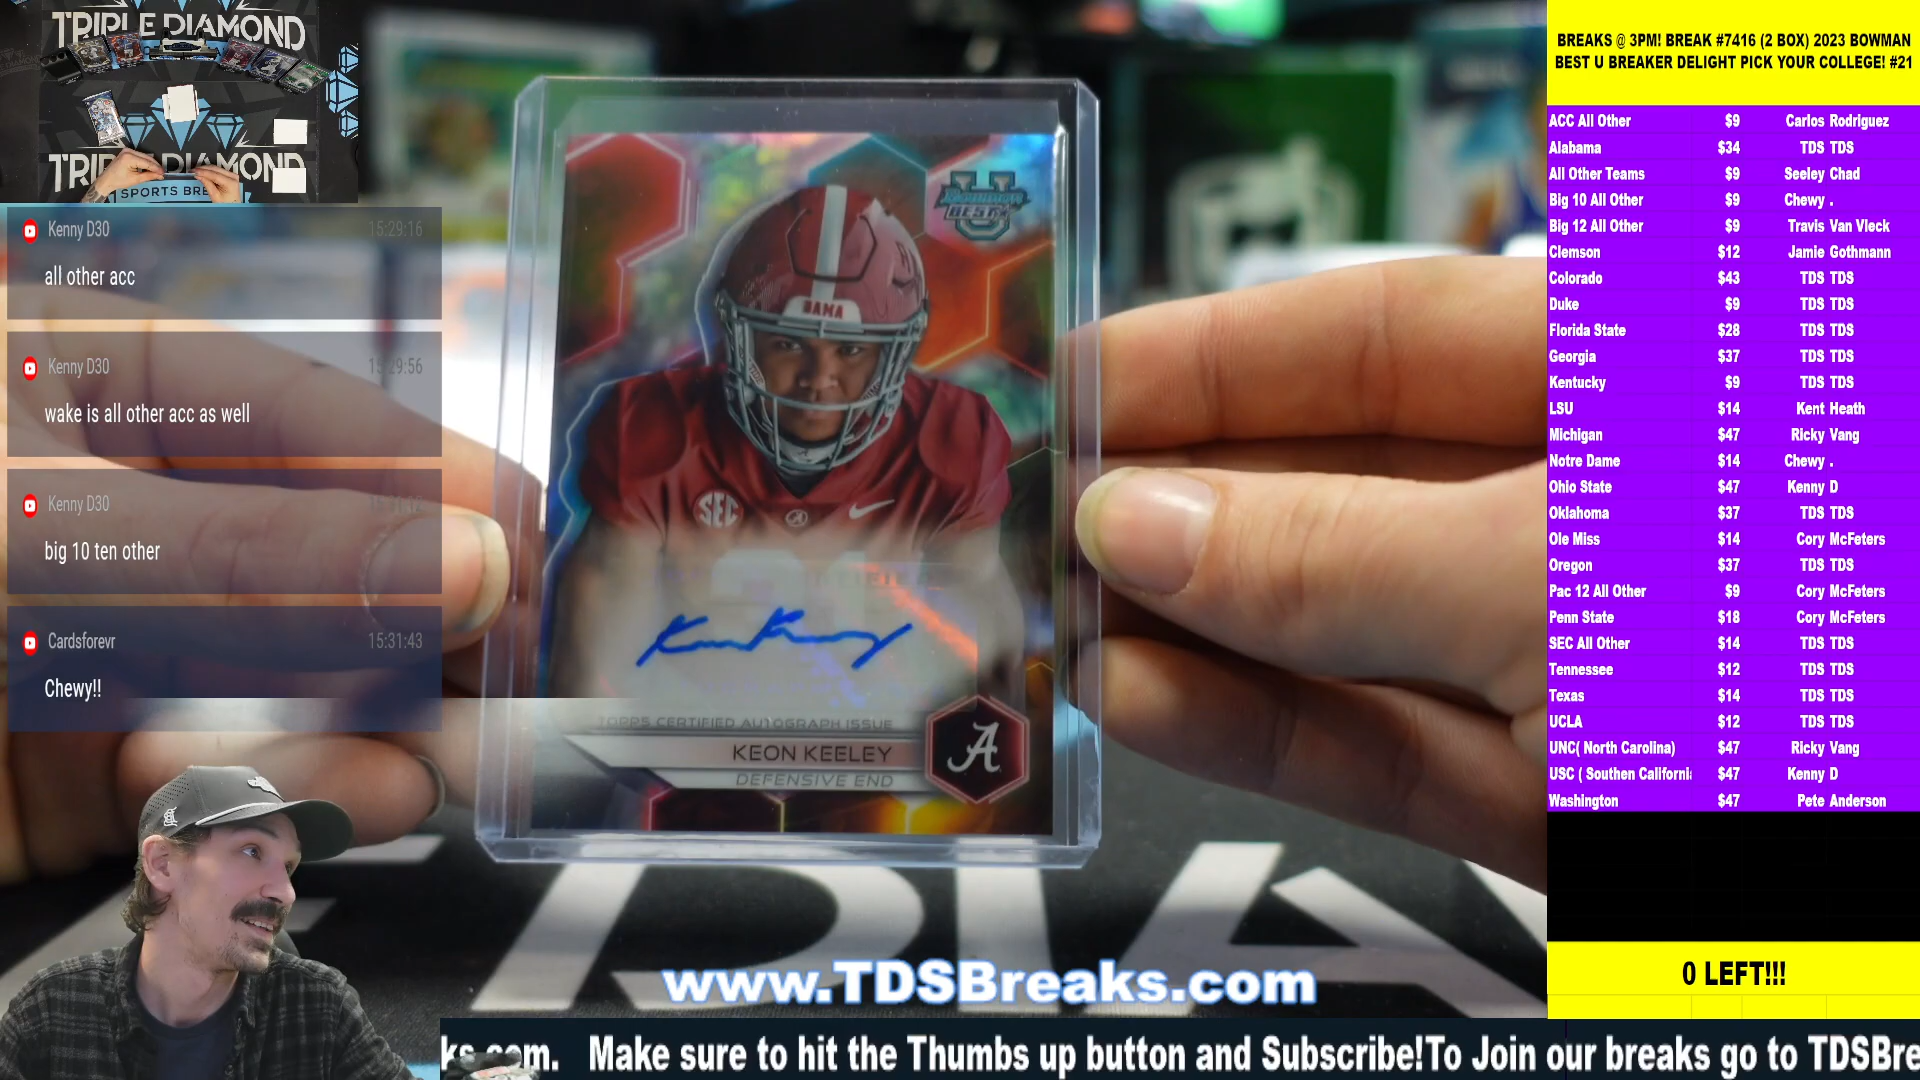 TRIPLE DIAMOND
TRIPLE DIAMOND
SPORTS BRE
Kenny D30 15:29:16
all other acc
Kenny D30 15:29:56
wake is all other acc as well
Kenny D30
big 10 ten other
Cardsforevr 15:31:43
Chewy!!
BOWMAN
BEST
U
BAMA
SEC
A
21
KEON KEELEY
TOPPS CERTIFIED AUTOGRAPH ISSUE
KEON KEELEY
DEFENSIVE END
A
www.TDSBreaks.com
ks.com. Make sure to hit the Thumbs up button and Subscribe!To Join our breaks go to TDSBre
BREAKS @ 3PM! BREAK #7416 (2 BOX) 2023 BOWMAN
BEST U BREAKER DELIGHT PICK YOUR COLLEGE! #21
ACC All Other $9 Carlos Rodriguez
Alabama $34 TDS TDS
All Other Teams $9 Seeley Chad
Big 10 All Other $9 Chewy .
Big 12 All Other $9 Travis Van Vleck
Clemson $12 Jamie Gothmann
Colorado $43 TDS TDS
Duke $9 TDS TDS
Florida State $28 TDS TDS
Georgia $37 TDS TDS
Kentucky $9 TDS TDS
LSU $14 Kent Heath
Michigan $47 Ricky Vang
Notre Dame $14 Chewy .
Ohio State $47 Kenny D
Oklahoma $37 TDS TDS
Ole Miss $14 Cory McFeters
Oregon $37 TDS TDS
Pac 12 All Other $9 Cory McFeters
Penn State $18 Cory McFeters
SEC All Other $14 TDS TDS
Tennessee $12 TDS TDS
Texas $14 TDS TDS
UCLA $12 TDS TDS
UNC( North Carolina) $47 Ricky Vang
USC ( Southen Californi $47 Kenny D
Washington $47 Pete Anderson
0 LEFT!!!